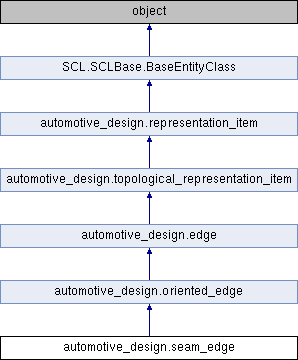 object
SCL.SCLBase.BaseEntityClass
automotive_design.representation_item
automotive_design.topological_representation_item
automotive_design.edge
automotive_design.oriented_edge
automotive_design.seam_edge